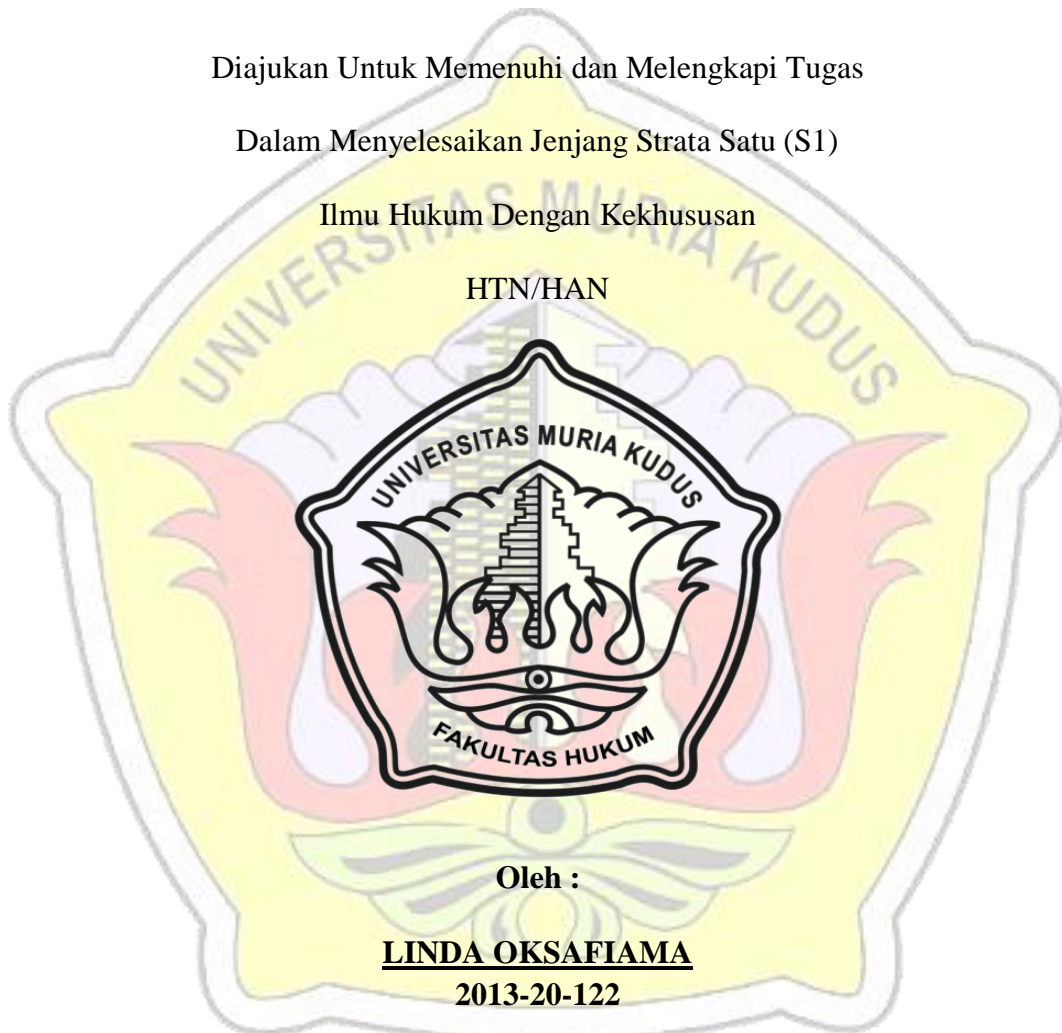 Diajukan Untuk Memenuhi dan Melengkapi Tugas
Dalam Menyelesaikan Jenjang Strata Satu (S1)
Ilmu Hukum Dengan Kekhususan
HTN/HAN
UNIVERSITAS MURIA KUDUS
UNIVERSITAS MURIA KUDUS
FAKULTAS HUKUM
Oleh :
LINDA OKSAFIAMA
2013-20-122